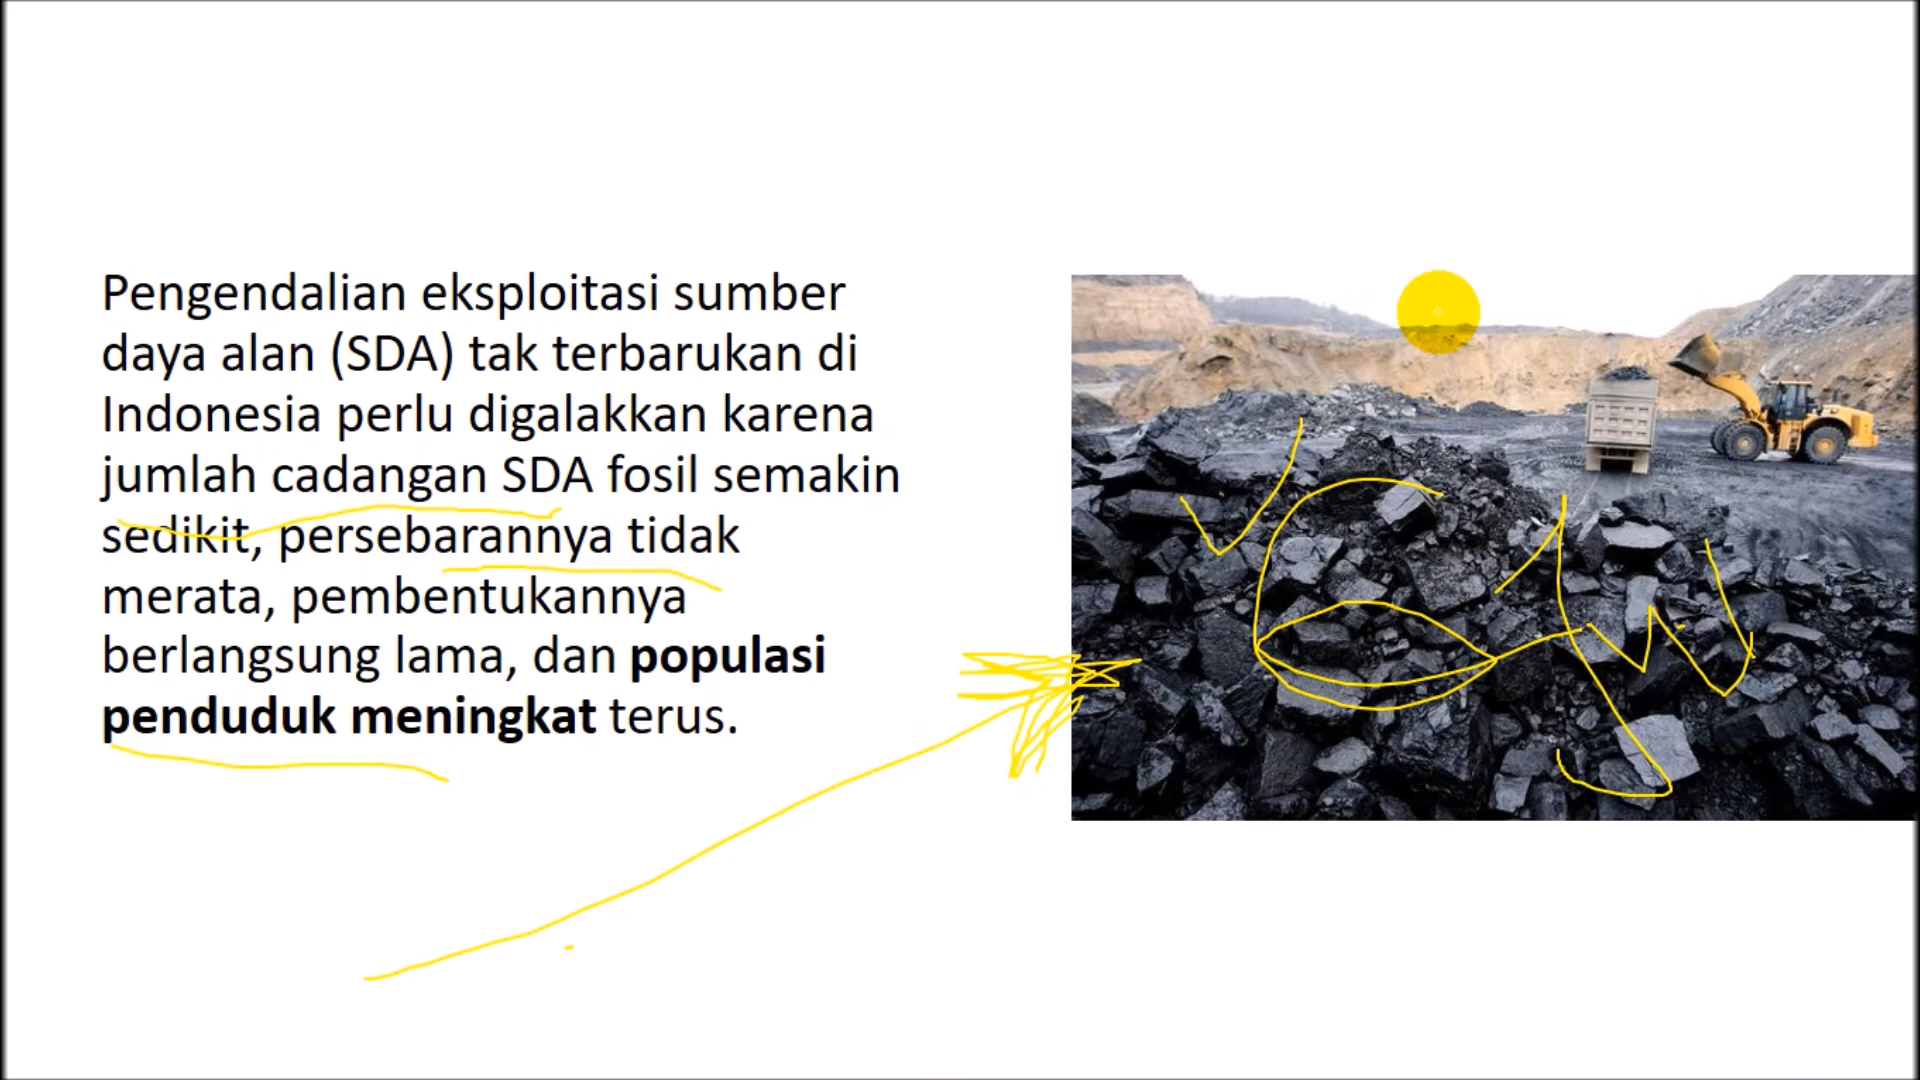 Pengendalian eksploitasi sumber
daya alan (SDA) tak terbarukan di
Indonesia perlu digalakkan karena
jumlah cadangan SDA fosil semakin
sedikit, persebarannya tidak
merata, pembentukannya
berlangsung lama, dan populasi
penduduk meningkat terus.